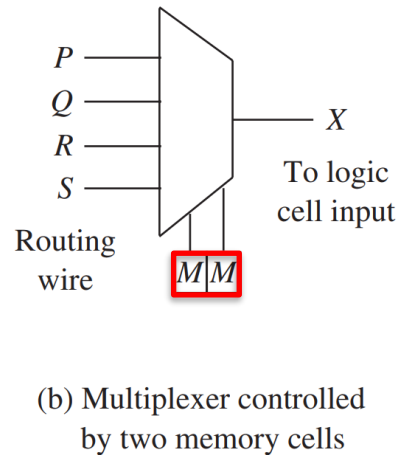 P
Q
R
S
X
To logic
cell input
Routing
wire
M M
(b) Multiplexer controlled
by two memory cells